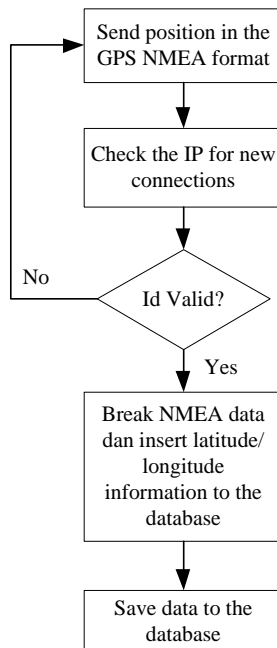 Send position in the
GPS NMEA format
Check the IP for new
connections
No
Id Valid?
Yes
Break NMEA data
dan insert latitude/
longitude
information to the
database
Save data to the
database